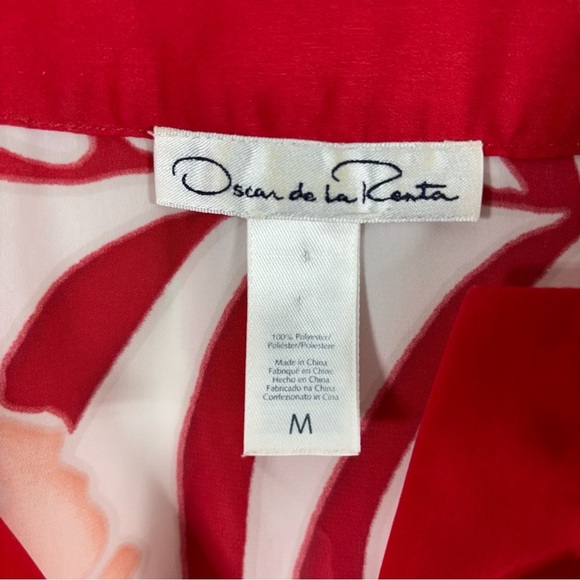 Oscar de la Renta
100% Polyester/
Poliéster/Poliestere
Made in China
Fabriqué en Chine
Hecho en China
Fabricado na China
Confezionato in Cina
M